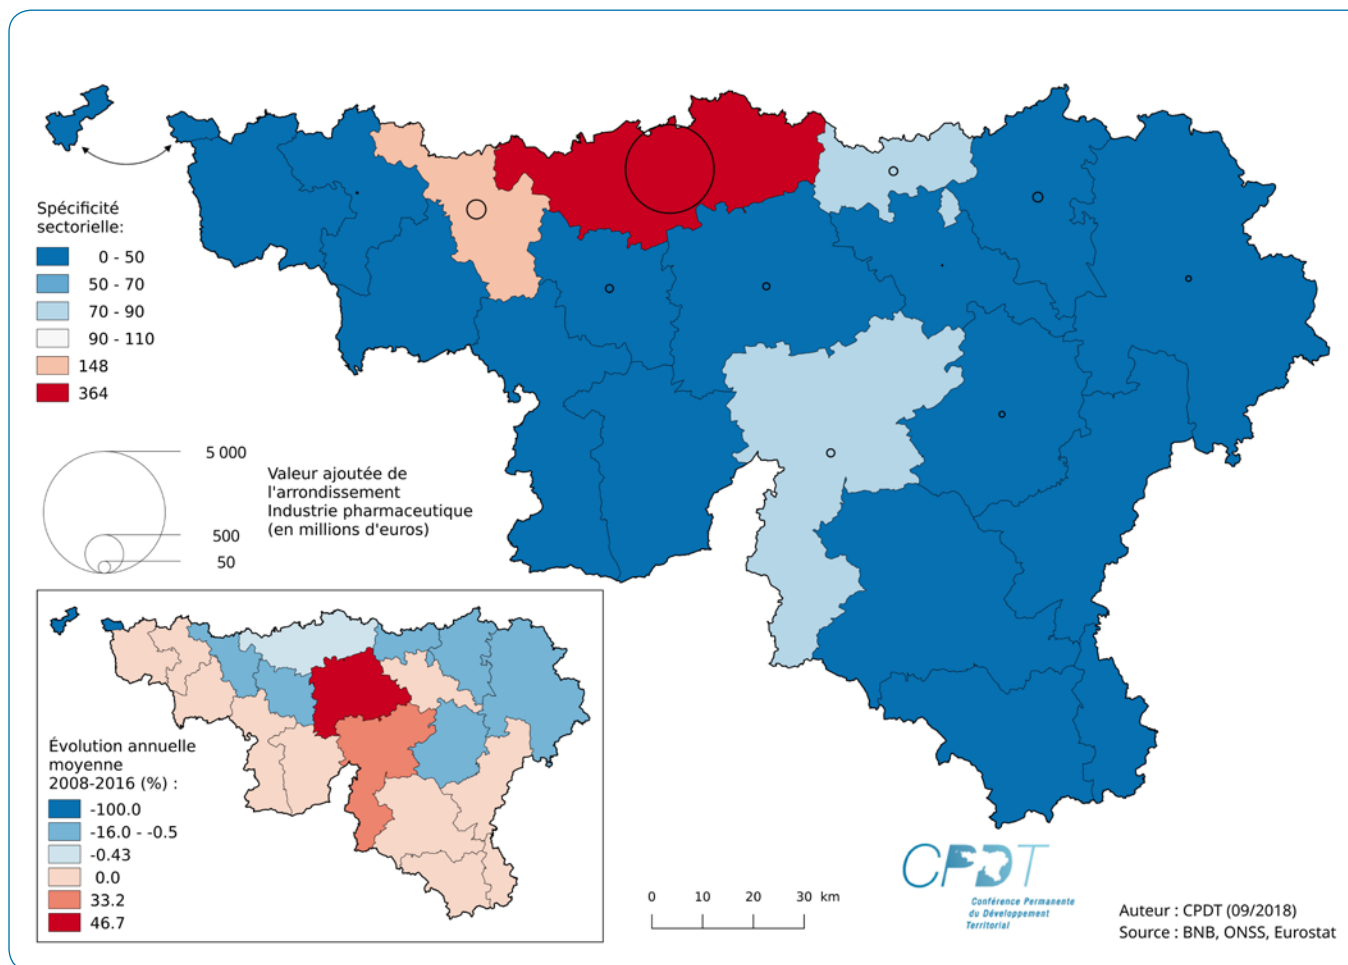 Spécificité
sectorielle:
0 - 50
50 - 70
70 - 90
90 - 110
148
364
5 000
500
50
Valeur ajoutée de
l'arrondissement
Industrie pharmaceutique
(en millions d'euros)
Évolution annuelle
moyenne
2008-2016 (%) :
-100.0
-16.0 - -0.5
-0.43
0.0
33.2
46.7
0 10 20 30 km
CPDT
Conférence Permanente
du Développement
Territorial
Auteur : CPDT (09/2018)
Source : BNB, ONSS, Eurostat